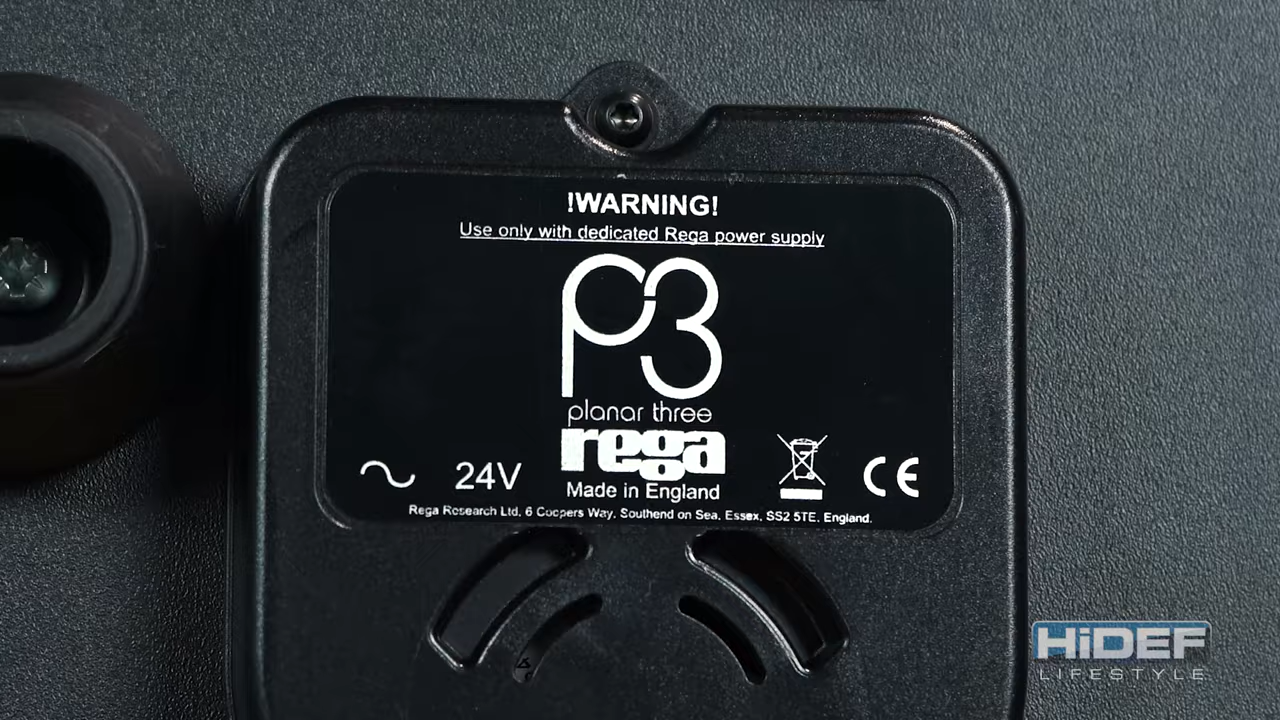 !WARNING!
Use only with dedicated Rega power supply
P3
planar three
rega
24V
CE
Made in England
Rega Research Ltd, 6 Coopers Way, Southend on Sea, Essex, SS2 5TE, England.
HiDEF
LIFESTYLE